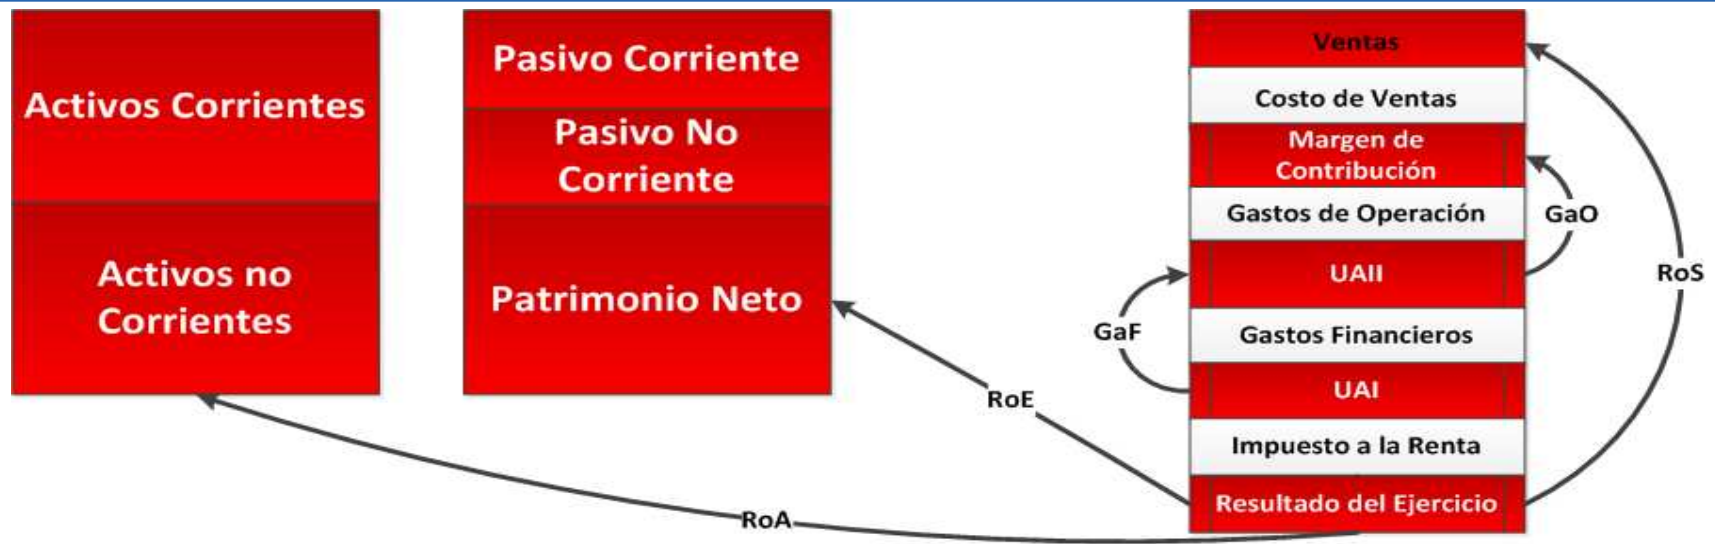 Activos Corrientes
Activos no
Corrientes
Pasivo Corriente
Pasivo No
Corriente
Patrimonio Neto
Ventas
Costo de Ventas
Margen de
Contribución
Gastos de Operación
UAII
Gastos Financieros
UAI
Impuesto a la Renta
Resultado del Ejercicio
GaO
RoS
GaF
RoE
RoA